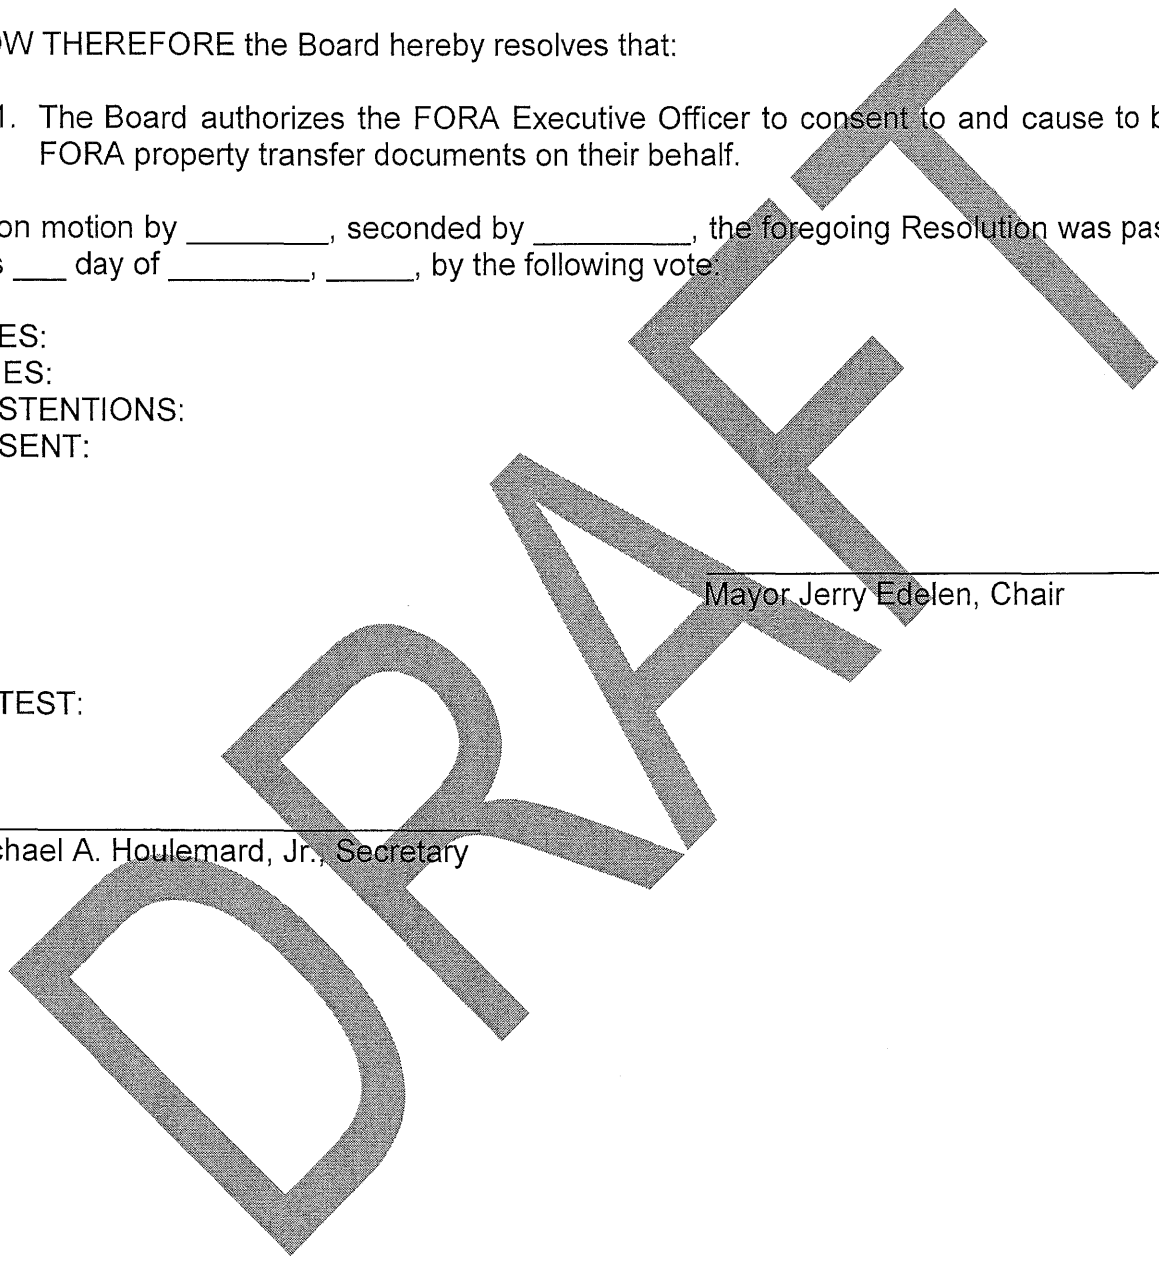 OW THEREFORE the Board hereby resolves that:
1. The Board authorizes the FORA Executive Officer to consent to and cause to b
FORA property transfer documents on their behalf.
on motion by ________, seconded by _________, the foregoing Resolution was pas
s ___ day of ________, _____, by the following vote:
ES:
ES:
STENTIONS:
SENT:
Mayor Jerry Edelen, Chair
TEST:
chael A. Houlemard, Jr., Secretary
DRAFT